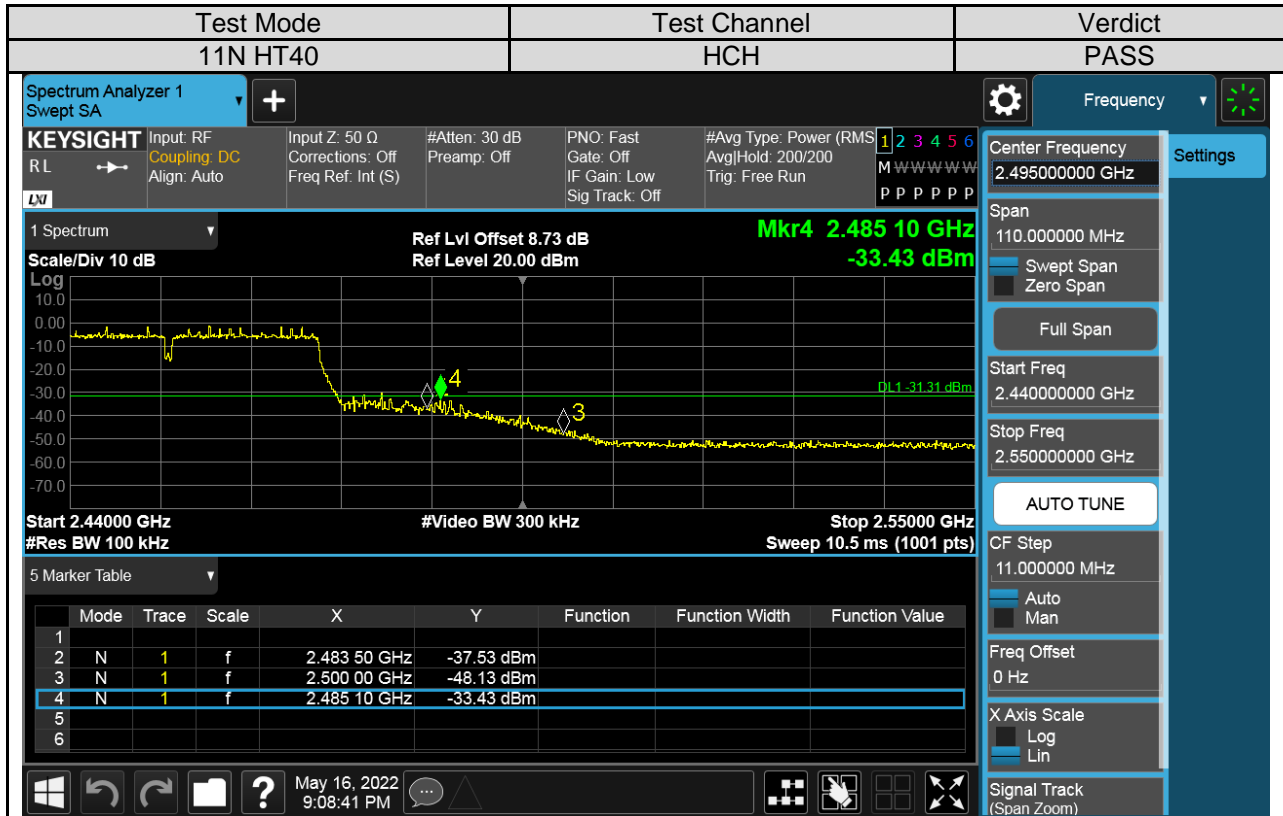 Test Mode Test Channel Verdict
11N HT40 HCH PASS
Spectrum Analyzer 1
Swept SA
Frequency
KEYSIGHT Input: RF Input Z: 50 Ω #Atten: 30 dB PNO: Fast #Avg Type: Power (RMS 1 2 3 4 5 6
RL Coupling: DC Corrections: Off Preamp: Off Gate: Off Avg|Hold: 200/200 M W W W W W
Align: Auto Freq Ref: Int (S) IF Gain: Low Trig: Free Run
LXI Sig Track: Off P P P P P P
1 Spectrum
Ref Lvl Offset 8.73 dB Mkr4 2.485 10 GHz
Scale/Div 10 dB Ref Level 20.00 dBm -33.43 dBm
Log
10.0
0.00
-10.0
-20.0
-30.0
-40.0
-50.0
-60.0
-70.0
4
3
DL1 -31.31 dBm
Start 2.44000 GHz #Video BW 300 kHz Stop 2.55000 GHz
#Res BW 100 kHz Sweep 10.5 ms (1001 pts)
5 Marker Table
Mode Trace Scale X Y Function Function Width Function Value
1
2 N 1 f 2.483 50 GHz -37.53 dBm
3 N 1 f 2.500 00 GHz -48.13 dBm
4 N 1 f 2.485 10 GHz -33.43 dBm
5
6
May 16, 2022
9:08:41 PM
Settings
Center Frequency
2.495000000 GHz
Span
110.000000 MHz
Swept Span
Zero Span
Full Span
Start Freq
2.440000000 GHz
Stop Freq
2.550000000 GHz
AUTO TUNE
CF Step
11.000000 MHz
Auto
Man
Freq Offset
0 Hz
X Axis Scale
Log
Lin
Signal Track
(Span Zoom)